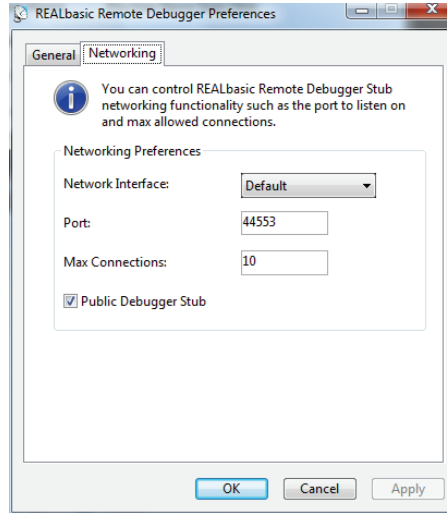 REALbasic Remote Debugger Preferences
General Networking
You can control REALbasic Remote Debugger Stub
networking functionality such as the port to listen on
and max allowed connections.
Networking Preferences
Network Interface: Default
Port: 44553
Max Connections: 10
Public Debugger Stub
OK Cancel Apply